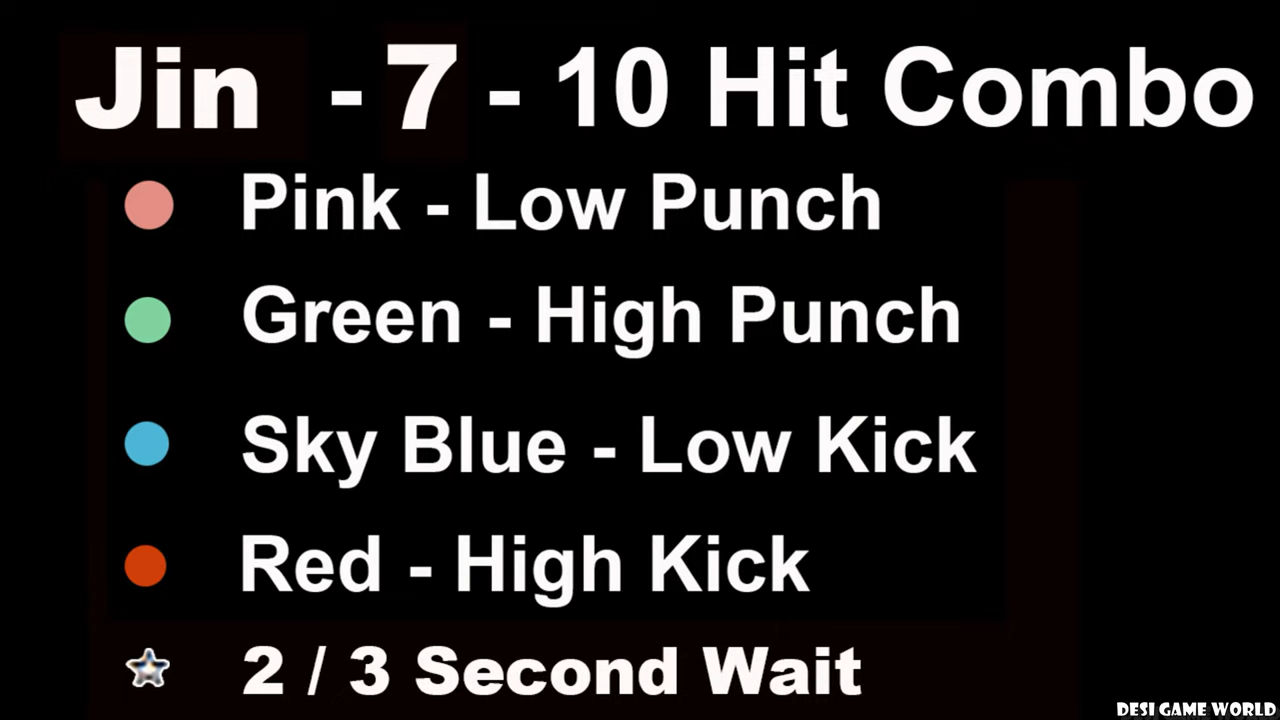 Jin - 7 - 10 Hit Combo
Pink - Low Punch
Green - High Punch
Sky Blue - Low Kick
Red - High Kick
2 / 3 Second Wait
DESI GAME WORLD